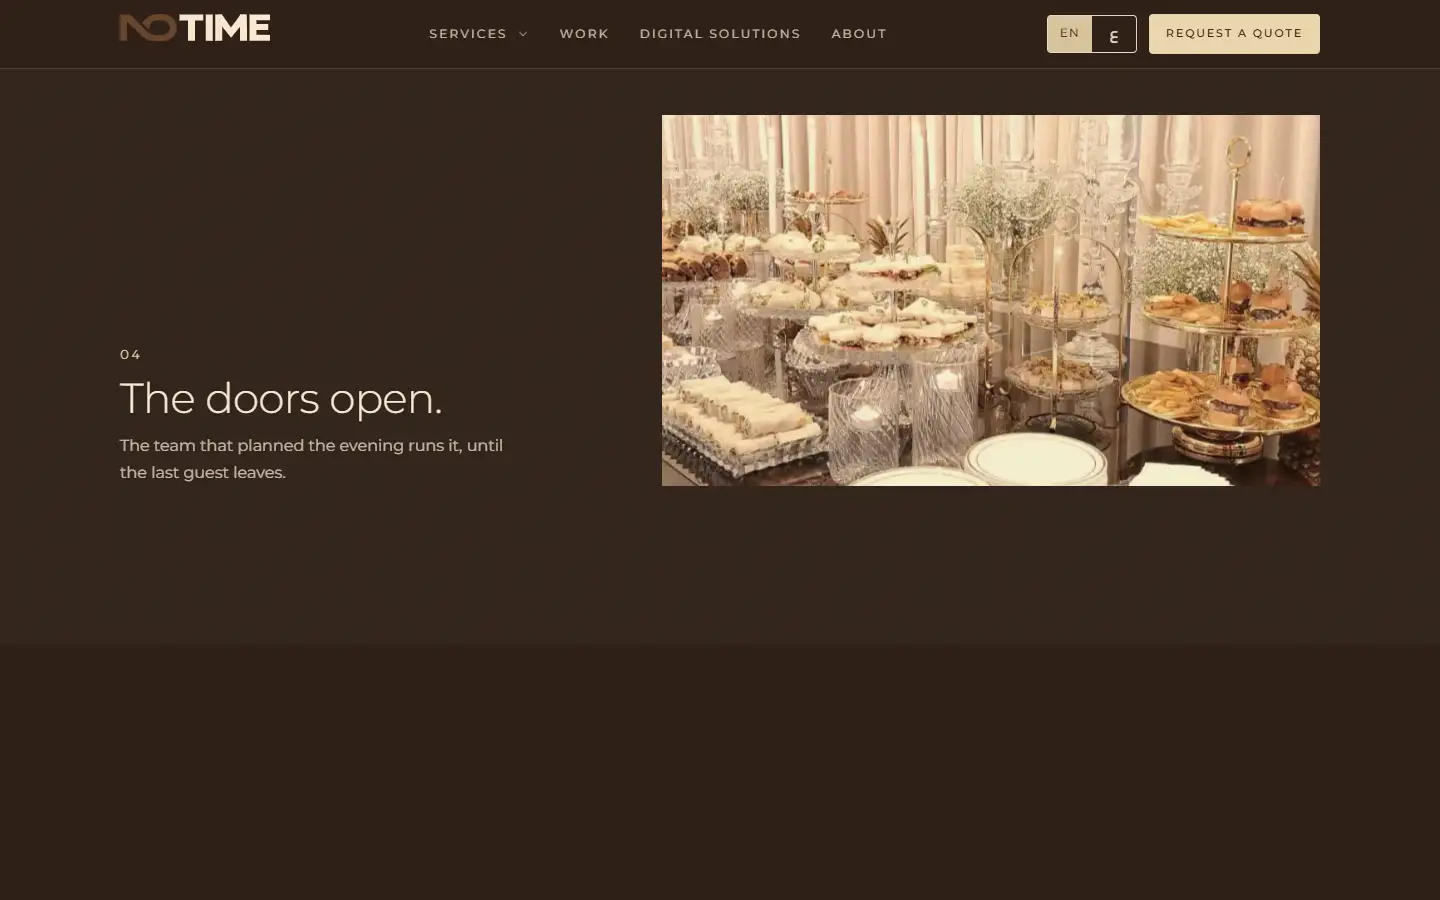 NOTIME
SERVICES
WORK
DIGITAL SOLUTIONS
ABOUT
EN
ع
REQUEST A QUOTE
04
The doors open.
The team that planned the evening runs it, until
the last guest leaves.